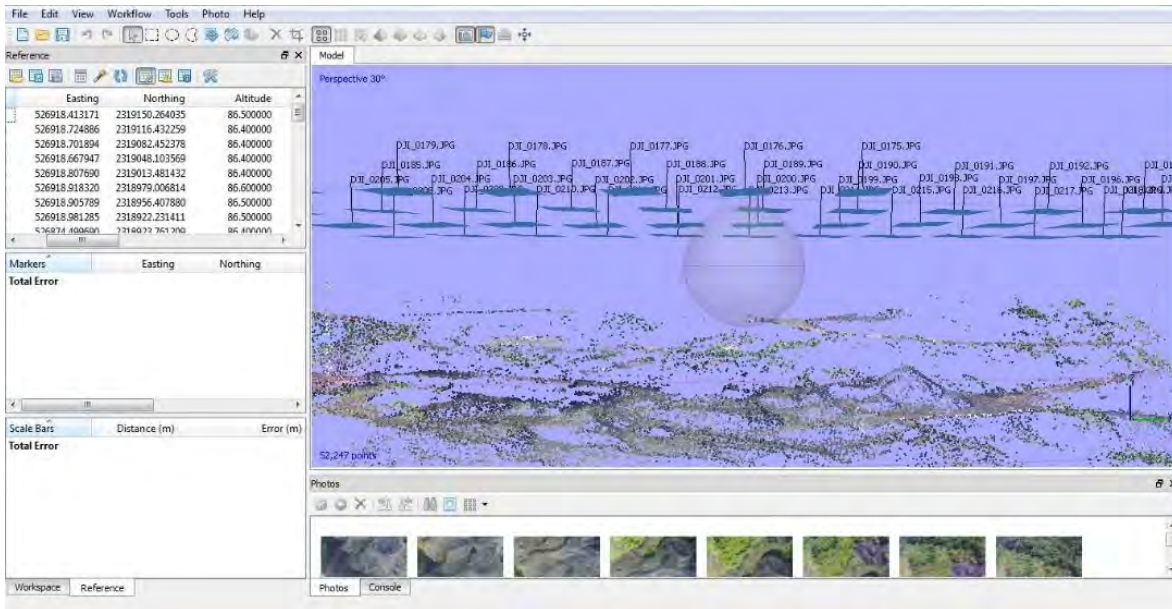 File Edit View Workflow Tools Photo Help
Reference
Model
Easting Northing Altitude
526918.413171 2319150.264035 86.500000
526918.724886 2319116.432259 86.400000
526918.701894 2319082.452378 86.400000
526918.667947 2319048.103569 86.400000
526918.807690 2319013.481432 86.400000
526918.918320 2318979.006814 86.600000
526918.905789 2318956.407880 86.500000
526918.981285 2318922.231411 86.500000
Markers Easting Northing
Total Error
Scale Bars Distance (m) Error (m)
Total Error
Workspace Reference
Perspective 30°
DJI_0179.JPG DJI_0178.JPG DJI_0177.JPG DJI_0176.JPG DJI_0175.JPG
DJI_0185.JPG DJI_0186.JPG DJI_0187.JPG DJI_0188.JPG DJI_0189.JPG DJI_0190.JPG DJI_0191.JPG DJI_0192.JPG
DJI_0205.JPG DJI_0204.JPG DJI_0203.JPG DJI_0202.JPG DJI_0201.JPG DJI_0200.JPG DJI_0198.JPG DJI_0197.JPG DJI_0196.JPG
DJI_0212 DJI_0215.JPG DJI_0216.JPG DJI_0217.JPG
52,247 points
Photos
Photos Console